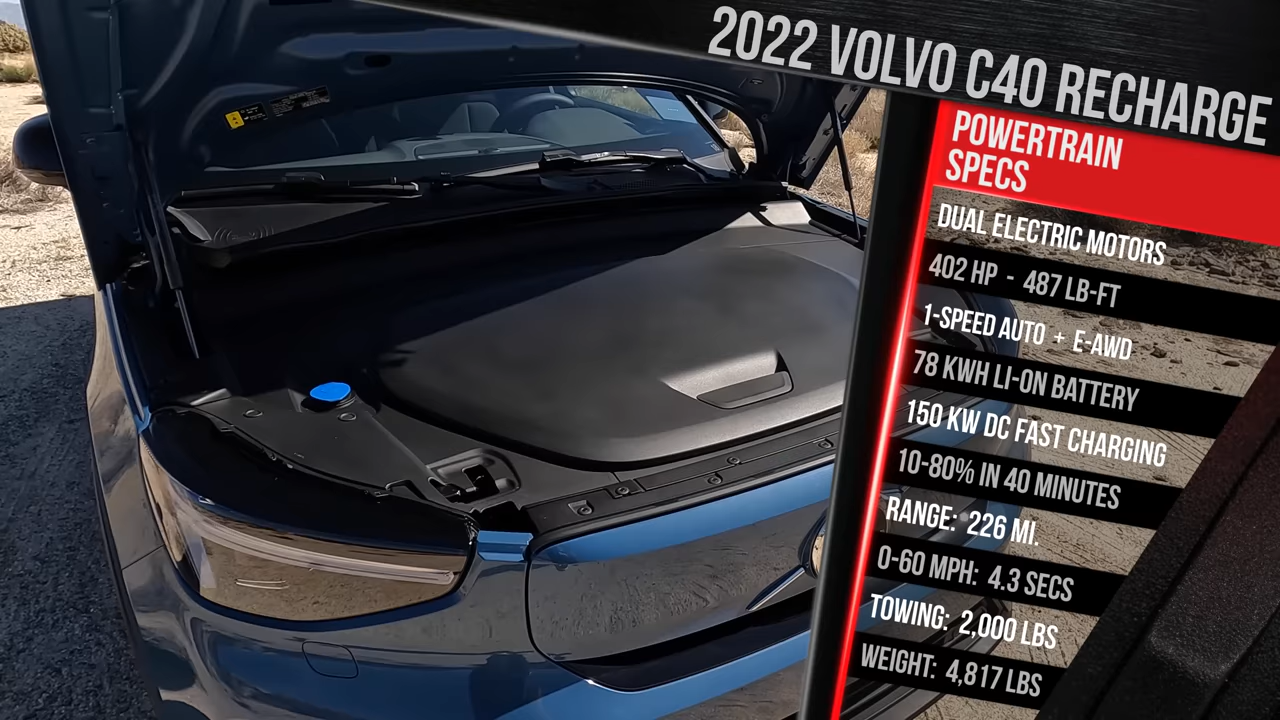 2022 VOLVO C40 RECHARGE
POWERTRAIN
SPECS
DUAL ELECTRIC MOTORS
402 HP - 487 LB-FT
1-SPEED AUTO + E-AWD
78 KWH LI-ON BATTERY
150 KW DC FAST CHARGING
10-80% IN 40 MINUTES
RANGE: 226 MI.
0-60 MPH: 4.3 SECS
TOWING: 2,000 LBS
WEIGHT: 4,817 LBS